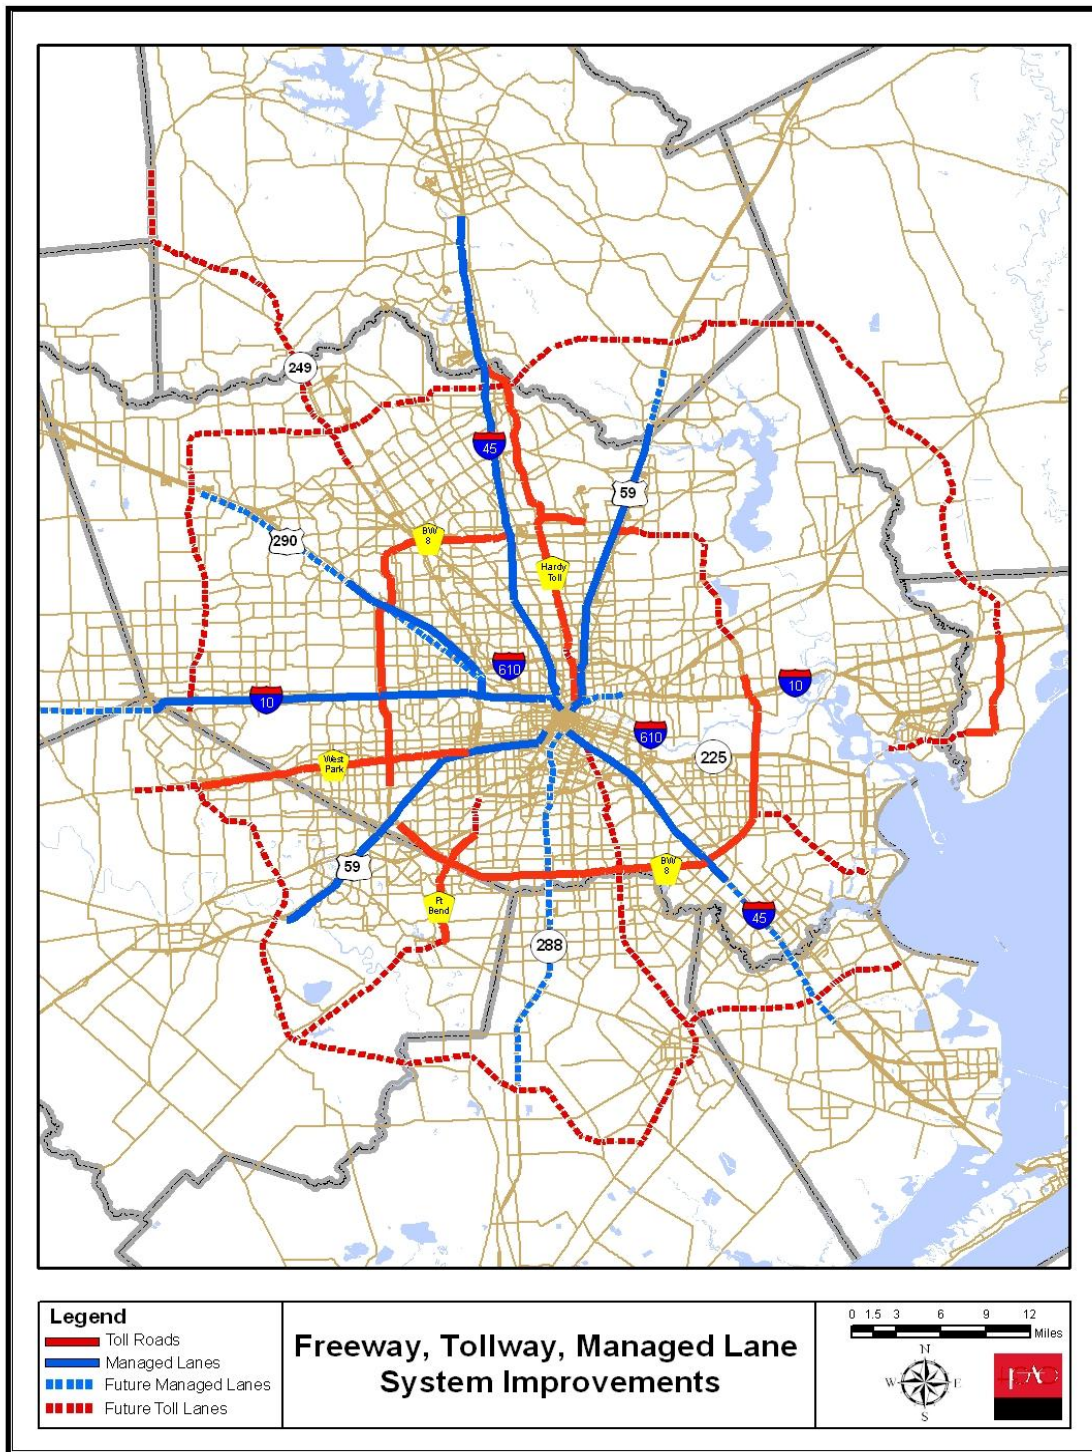 249
45
59
290
BW
8
Hardy
Toll
610
10
10
610
225
West
Park
59
BW
8
Ft
Bend
45
288
Legend
Toll Roads
Managed Lanes
Future Managed Lanes
Future Toll Lanes
Freeway, Tollway, Managed Lane
System Improvements
0 1.5 3 6 9 12
Miles
N
W E
S